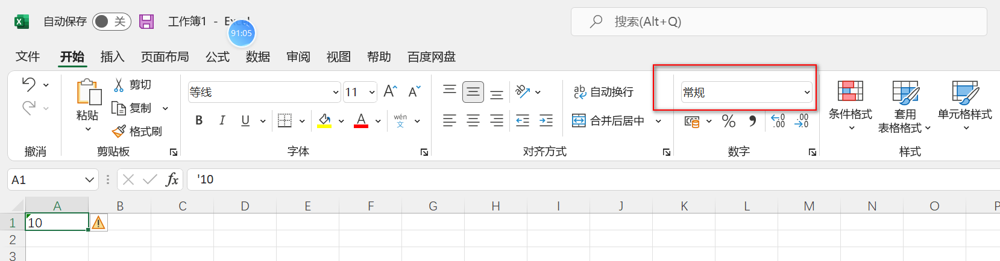 自动保存 关 工作簿1 - Excel
91:05
搜索(Alt+Q)
文件 开始 插入 页面布局 公式 数据 审阅 视图 帮助 百度网盘
粘贴
剪切
复制
格式刷
等线 11 A A
B I U A wén 文
ab 自动换行
合并后居中
常规
% .00 .0
条件格式
套用
表格格式
单元格样式
撤消 剪贴板 字体 对齐方式 数字 样式
A1 fx '10
A B C D E F G H I J K L M N O P
1 10
2
3